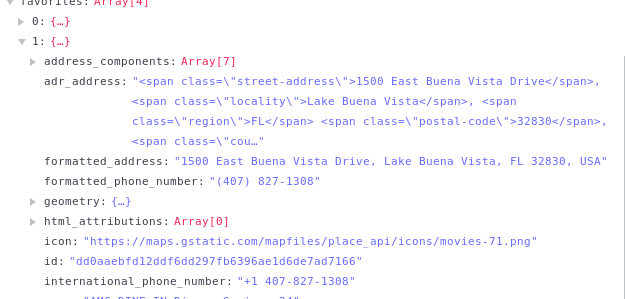 favorites: Array[4]
0: {…}
1: {…}
address_components: Array[7]
adr_address: "<span class=\"street-address\">1500 East Buena Vista Drive</span>,
<span class=\"locality\">Lake Buena Vista</span>, <span
class=\"region\">FL</span> <span class=\"postal-code\">32830</span>,
<span class=\"cou…"
formatted_address: "1500 East Buena Vista Drive, Lake Buena Vista, FL 32830, USA"
formatted_phone_number: "(407) 827-1308"
geometry: {…}
html_attributions: Array[0]
icon: "https://maps.gstatic.com/mapfiles/place_api/icons/movies-71.png"
id: "dd0aaebfd12ddf6dd297fb6396ae1d6de7ad7166"
international_phone_number: "+1 407-827-1308"